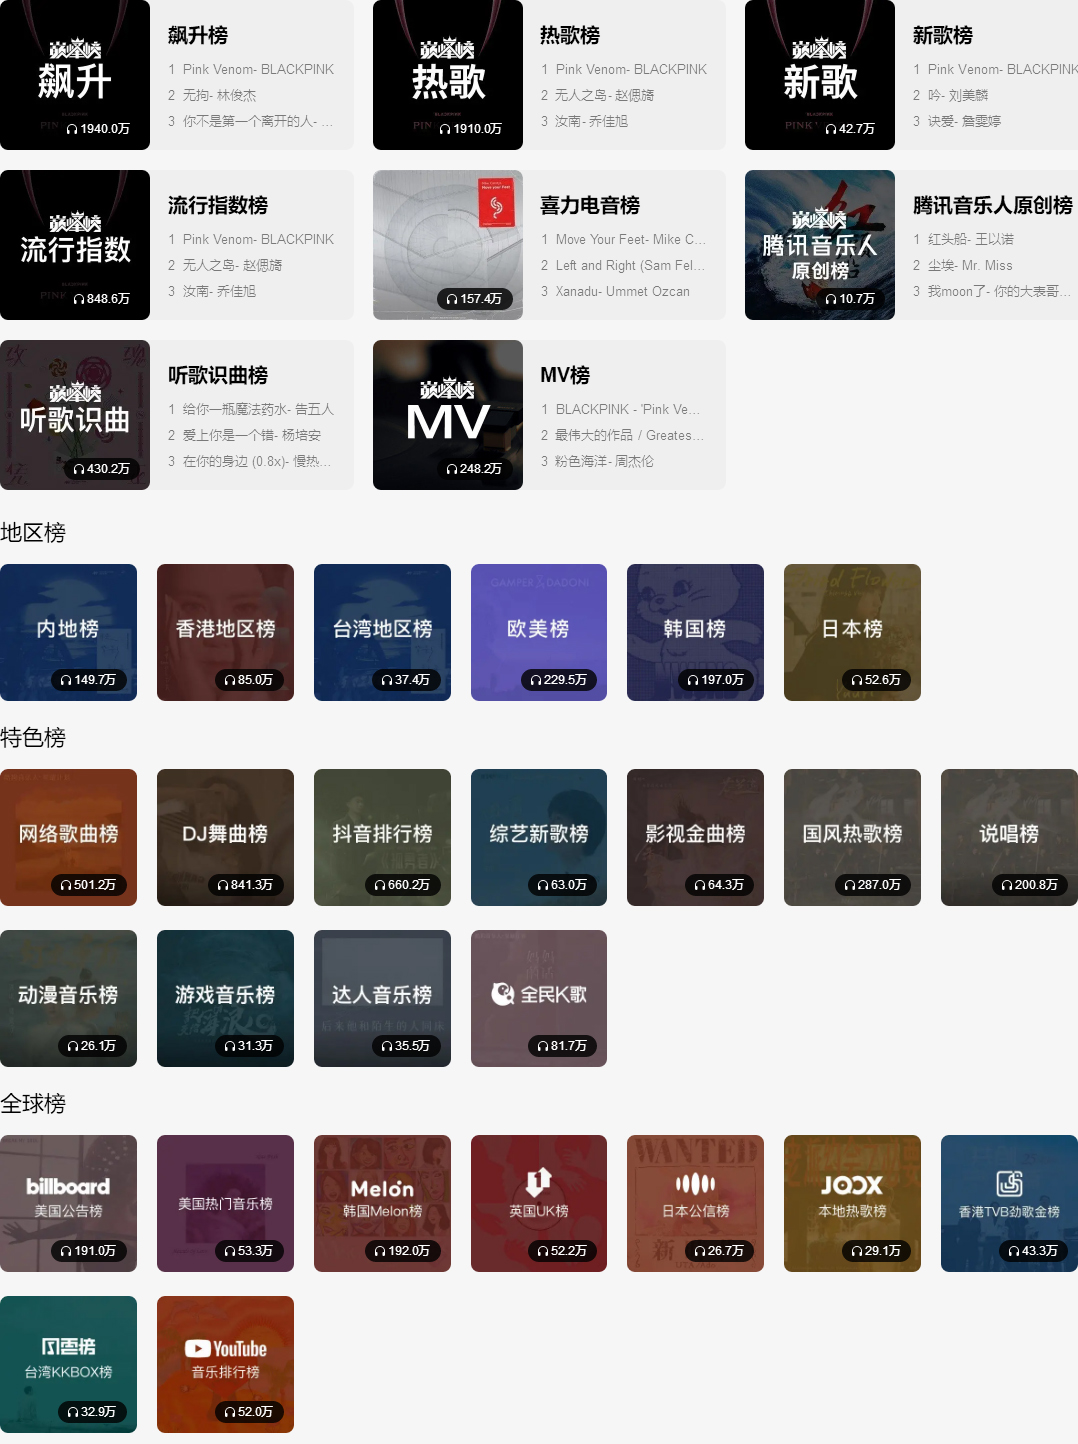 巅峰榜
飙升
1940.0万
飙升榜
1 Pink Venom- BLACKPINK
2 无拘- 林俊杰
3 你不是第一个离开的人- ...
巅峰榜
热歌
1910.0万
热歌榜
1 Pink Venom- BLACKPINK
2 无人之岛- 赵偲旖
3 汝南- 乔佳旭
巅峰榜
新歌
42.7万
新歌榜
1 Pink Venom- BLACKPINK
2 吟- 刘美麟
3 诀爱- 詹雯婷
巅峰榜
流行指数
848.6万
流行指数榜
1 Pink Venom- BLACKPINK
2 无人之岛- 赵偲旖
3 汝南- 乔佳旭
Move your Feet
157.4万
喜力电音榜
1 Move Your Feet- Mike C...
2 Left and Right (Sam Fel...
3 Xanadu- Ummet Ozcan
巅峰榜
腾讯音乐人
原创榜
10.7万
腾讯音乐人原创榜
1 红头船- 王以诺
2 尘埃- Mr. Miss
3 我moon了- 你的大表哥...
巅峰榜
听歌识曲
430.2万
听歌识曲榜
1 给你一瓶魔法药水- 告五人
2 爱上你是一个错- 杨培安
3 在你的身边 (0.8x)- 慢热...
巅峰榜
MV
248.2万
MV榜
1 BLACKPINK - 'Pink Ve...
2 最伟大的作品 / Greates...
3 粉色海洋- 周杰伦
地区榜
内地榜
149.7万
香港地区榜
85.0万
台湾地区榜
37.4万
GAMPER & DADONI
欧美榜
229.5万
韩国榜
197.0万
日本榜
52.6万
特色榜
网络歌曲榜
501.2万
DJ舞曲榜
841.3万
抖音排行榜
660.2万
综艺新歌榜
63.0万
影视金曲榜
64.3万
国风热歌榜
287.0万
说唱榜
200.8万
动漫音乐榜
26.1万
游戏音乐榜
31.3万
达人音乐榜
后来她和陌生的人回床
35.5万
全民K歌
81.7万
全球榜
billboard
美国公告榜
191.0万
美国热门音乐榜
53.3万
Melon
韩国Melon榜
192.0万
英国UK榜
52.2万
WANTED
日本公信榜
26.7万
JOOX
本地热歌榜
29.1万
香港TVB劲歌金榜
43.3万
风云榜
台湾KKBOX榜
32.9万
YouTube
音乐排行榜
52.0万